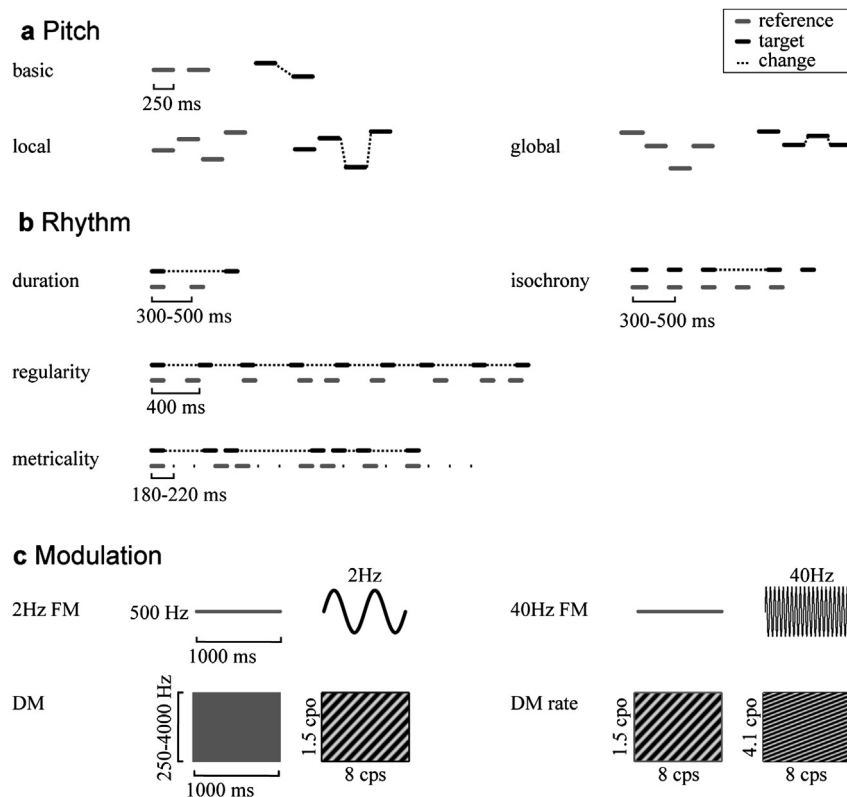 a Pitch
reference
target
change
basic
250 ms
local
global
b Rhythm
duration
isochrony
300-500 ms
300-500 ms
regularity
400 ms
metricality
180-220 ms
c Modulation
2Hz
40Hz
2Hz FM
500 Hz
40Hz FM
1000 ms
DM
250-4000 Hz
1.5 cpo
DM rate
1.5 cpo
4.1 cpo
8 cps
8 cps
8 cps
1000 ms